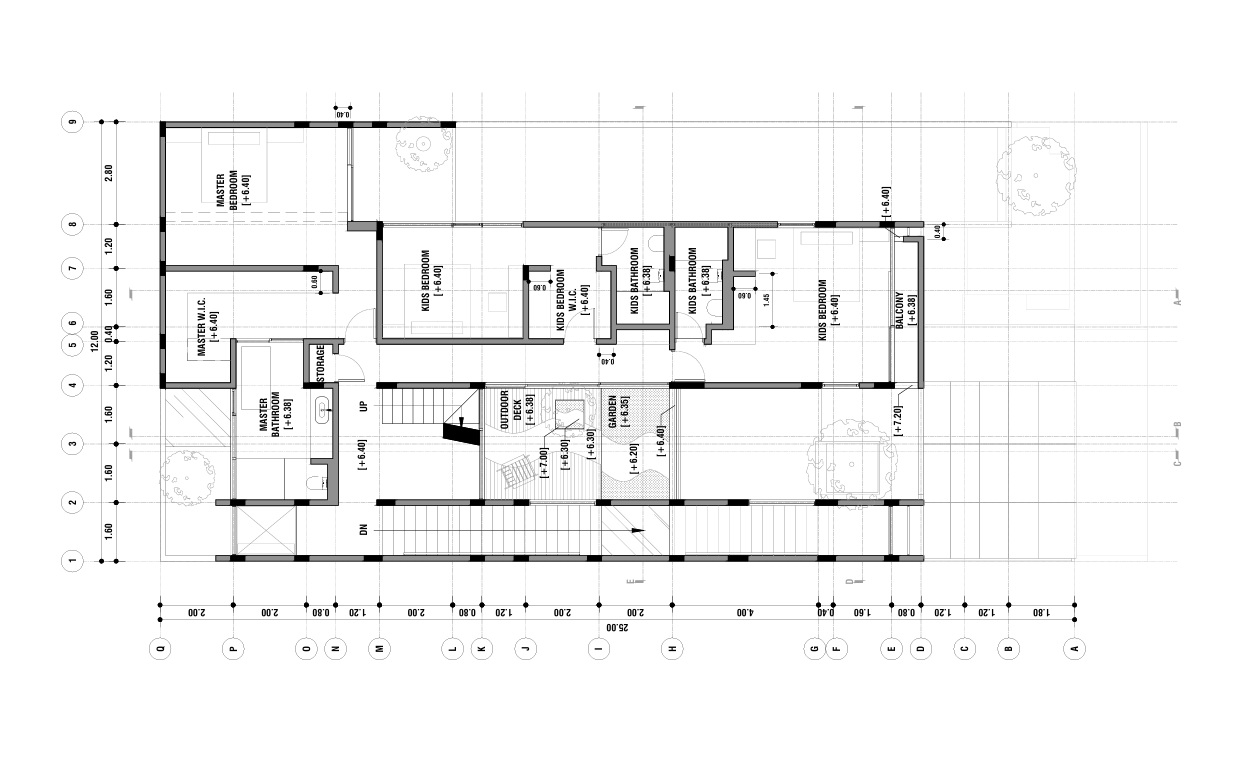 9
8
7
6
5
4
3
2
1
2.80
1.20
1.60
0.40
1.20
1.60
1.60
1.60
12.00
0.40
MASTER
BEDROOM
[+6.40]
MASTER W.I.C.
[+6.40]
0.60
STORAGE
MASTER
BATHROOM
[+6.38]
KIDS BEDROOM
[+6.40]
0.60
KIDS BEDROOM
W.I.C.
[+6.40]
KIDS BATHROOM
[+6.38]
KIDS BATHROOM
[+6.38]
0.60
1.45
KIDS BEDROOM
[+6.40]
[+6.40]
0.40
BALCONY
[+6.38]
0.40
UP
[+6.40]
DN
OUTDOOR
DECK
[+6.38]
[+7.00]
[+6.30]
[+6.30]
GARDEN
[+6.35]
[+6.20]
[+6.40]
[+7.20]
A
B
C
E
D
2.00
2.00
0.80
1.20
2.00
0.80
1.20
2.00
2.00
4.00
0.40
1.60
0.80
1.20
1.20
1.80
25.00
Q
P
O
N
M
L
K
J
I
H
G
F
E
D
C
B
A